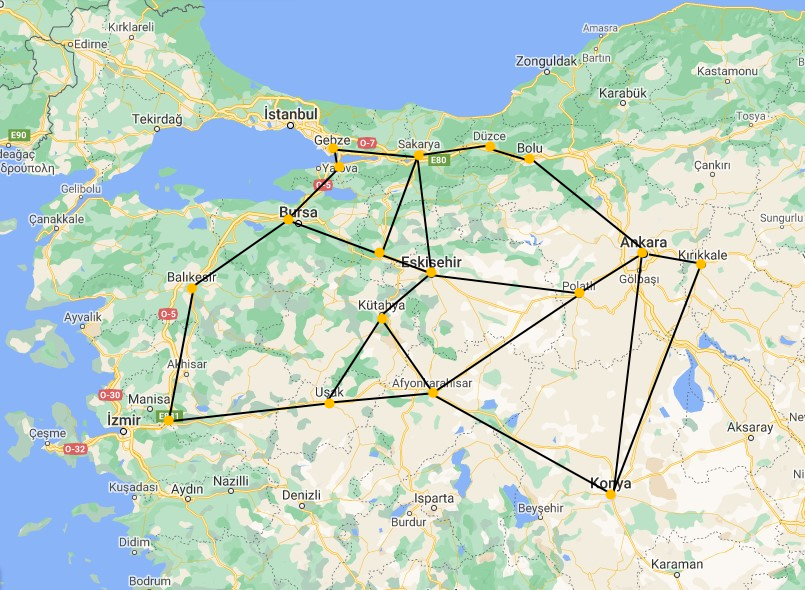 Kırklareli
Edirne
Amasra
Bartın
Zonguldak
Kastamonu
Karabük
Tosya
E90
Tekirdağ
İstanbul
Gebze
O-7
Sakarya
E80
Düzce
Bolu
Çankırı
deağaç
δρούπολη
Yalova
O-5
Gelibolu
Çanakkale
Bursa
Sungurlu
Ankara
Kırıkkale
Gölbaşı
Eskişehir
Balıkesir
Polatlı
Kütahya
Ayvalık
O-5
Akhisar
Afyonkarahisar
Uşak
O-30
Manisa
İzmir
Çeşme
O-32
Aksaray
Konya
Kuşadası
Aydın
Nazilli
Denizli
Isparta
Burdur
Beyşehir
Didim
Karaman
Bodrum